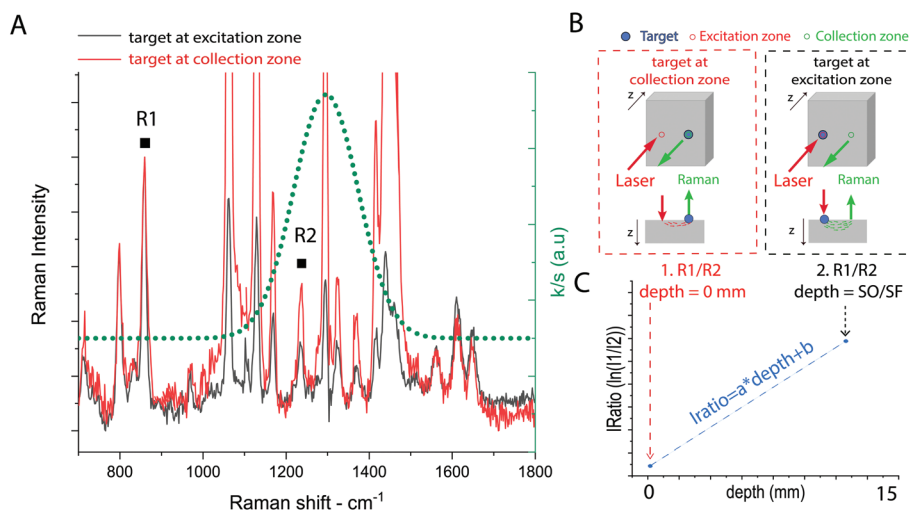 A
target at excitation zone
target at collection zone
R1
R2
Raman Intensity
k/s (a.u)
800
1000
1200
1400
1600
1800
Raman shift - cm⁻¹
B
Target
Excitation zone
Collection zone
target at
collection zone
z
Laser
Raman
z
target at
excitation zone
z
Laser
Raman
z
C
1. R1/R2
depth = 0 mm
2. R1/R2
depth = SO/SF
IRatio (ln(I1/I2))
Iratio=a*depth+b
0
depth (mm)
15